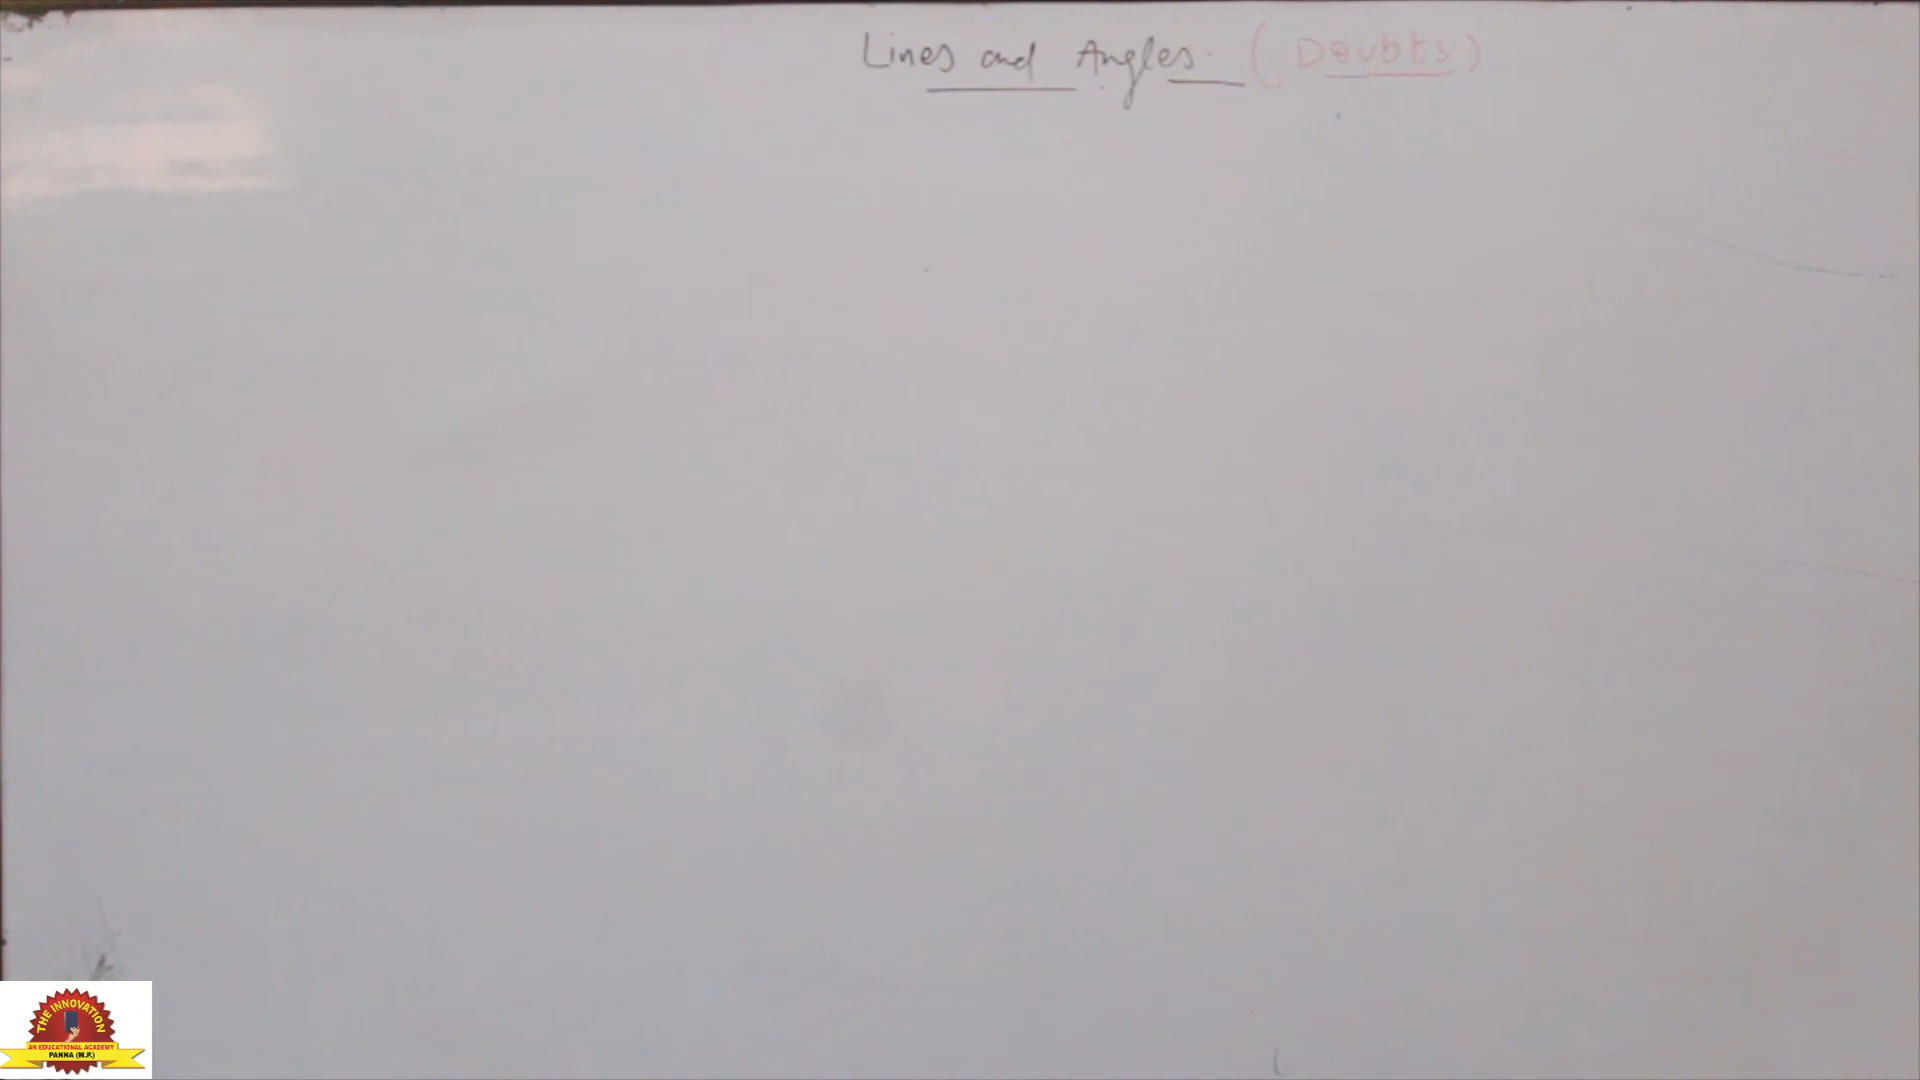 Lines and Angles. (Doubts)
THE INNOVATION
AN EDUCATIONAL ACADEMY
PANNA (M.P.)